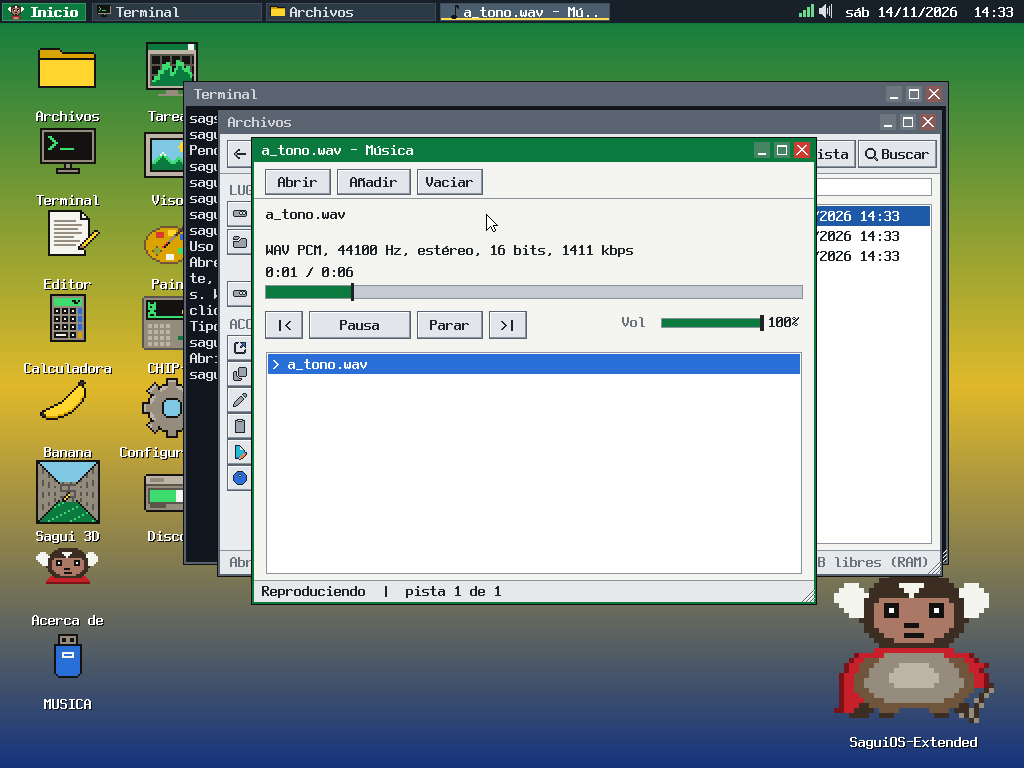 Inicio
Terminal
Archivos
a_tono.wav - Mú..
sáb 14/11/2026 14:33
Archivos
Terminal
Editor
Calculadora
Banana
Sagui 3D
Acerca de
MUSICA
Terminal
Archivos
Buscar
/2026 14:33
/2026 14:33
/2026 14:33
a_tono.wav - Música
Abrir
Añadir
Vaciar
a_tono.wav
WAV PCM, 44100 Hz, estéreo, 16 bits, 1411 kbps
0:01 / 0:06
|<
Pausa
Parar
>|
Vol
100%
> a_tono.wav
Reproduciendo | pista 1 de 1
B libres (RAM)
SaguiOS-Extended